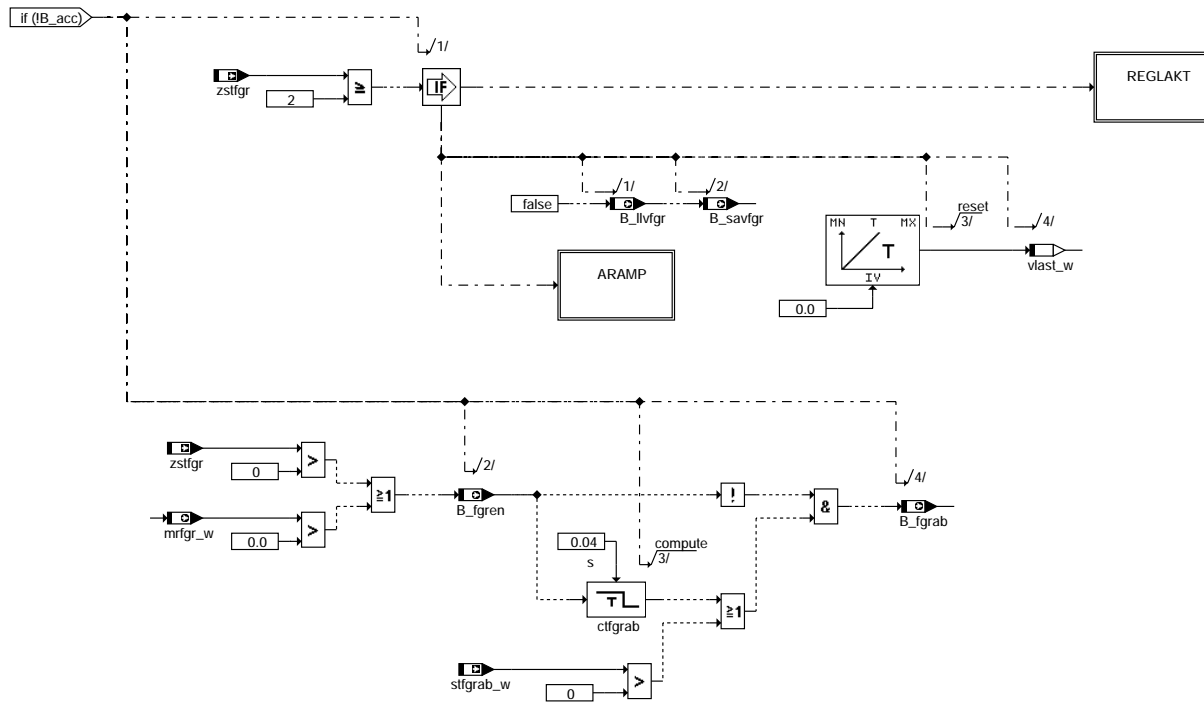 if (!B_acc)
/1/
zstfgr
2
≥
IF
REGLAKT
/1/
/2/
false
B_llvfgr
B_savfgr
reset
3/
/4/
MN T MX
T
IV
vlast_w
ARAMP
0.0
/2/
/4/
zstfgr
0
>
≥1
B_fgren
!
&
B_fgrab
mrfgr_w
0.0
>
0.04
s
compute
3/
T
ctfgrab
≥1
stfgrab_w
0
>